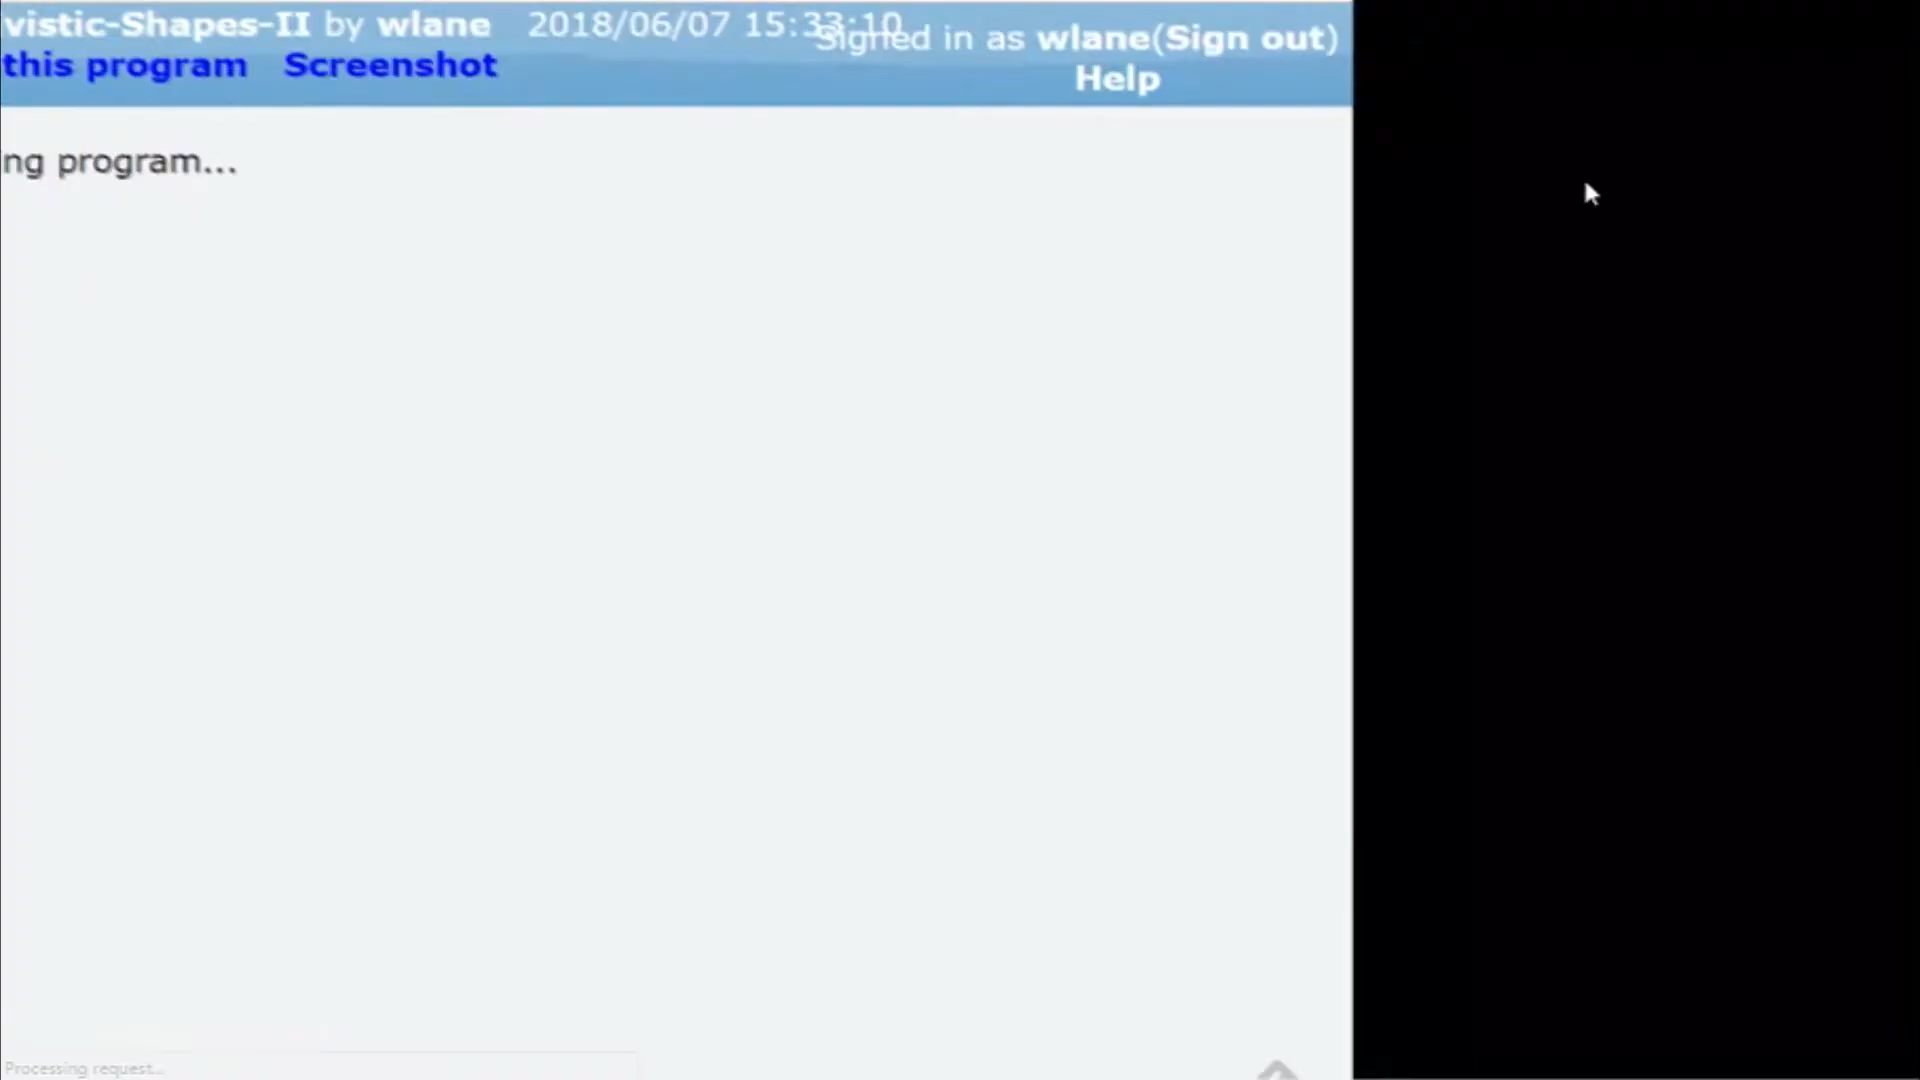 vistic-Shapes-II by wlane 2018/06/07 15:33:10
Signed in as wlane(Sign out)
this program Screenshot
Help
ng program...
Processing request...